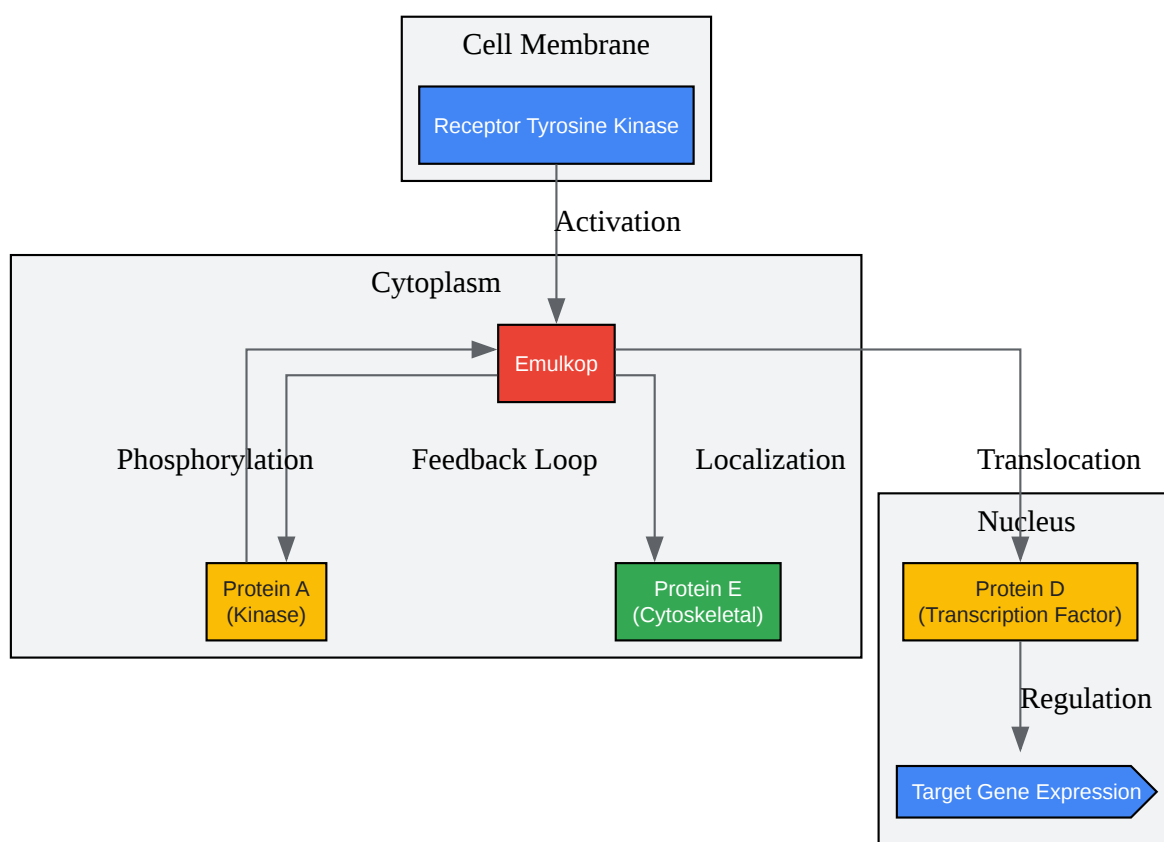 Cell Membrane
Receptor Tyrosine Kinase
Activation
Cytoplasm
Emulkop
Phosphorylation
Feedback Loop
Localization
Translocation
Nucleus
Protein A
(Kinase)
Protein E
(Cytoskeletal)
Protein D
(Transcription Factor)
Regulation
Target Gene Expression